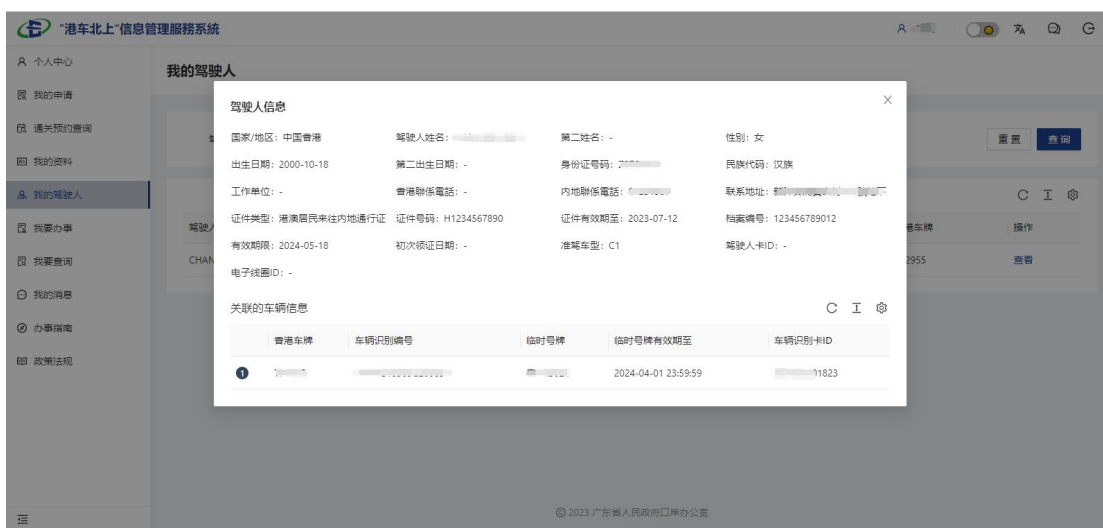 “港车北上”信息管理服務系統
个人中心
我的申请
通关预约查询
我的资料
我的驾驶人
我要办事
我要查询
我的消息
办事指南
政策法规
我的驾驶人
重置 查询
驾驶人 港车牌 操作
CHAN 2955 查看
驾驶人信息
国家/地区：中国香港 驾驶人姓名： 第二姓名：- 性别：女
出生日期：2000-10-18 第二出生日期：- 身份证号码： 民族代码：汉族
工作单位：- 香港聯係電話：- 内地聯係電話： 联系地址：
证件类型：港澳居民来往内地通行证 证件号码：H1234567890 证件有效期至：2023-07-12 档案编号：123456789012
有效期限：2024-05-18 初次领证日期：- 准驾车型：C1 驾驶人卡ID：-
电子线圈ID：-
关联的车辆信息
香港车牌 车辆识别编号 临时号牌 临时号牌有效期至 车辆识别卡ID
1 2024-04-01 23:59:59 01823
© 2023 广东省人民政府口岸办公室